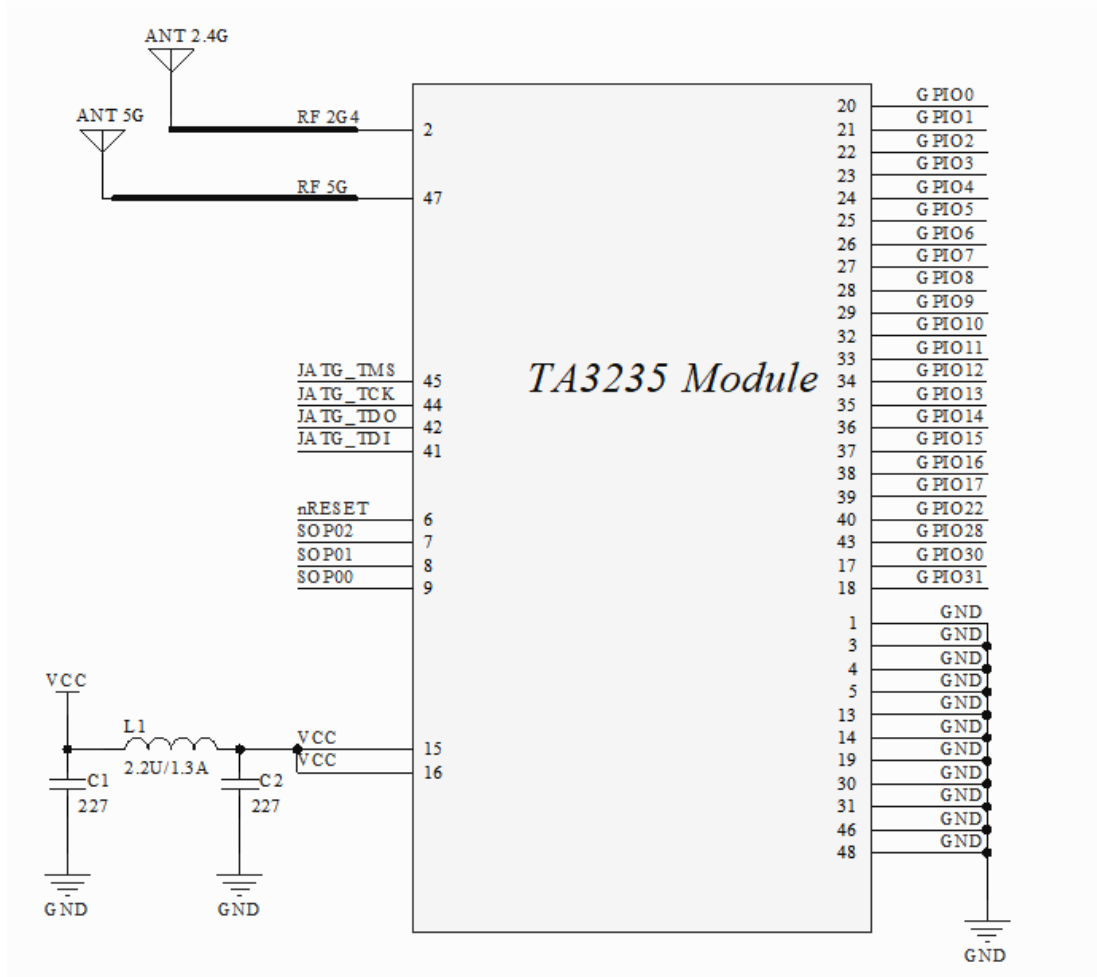 ANT 2.4G
ANT 5G
RF 2G4
2
RF 5G
47
JATG_TMS
45
JATG_TCK
44
JATG_TDO
42
JATG_TDI
41
nRESET
6
SOP02
7
SOP01
8
SOP00
9
VCC
L1
2.2U/1.3A
C1
227
C2
227
VCC
15
VCC
16
GND
GND
TA3235 Module
20 GPIO0
21 GPIO1
22 GPIO2
23 GPIO3
24 GPIO4
25 GPIO5
26 GPIO6
27 GPIO7
28 GPIO8
29 GPIO9
32 GPIO10
33 GPIO11
34 GPIO12
35 GPIO13
36 GPIO14
37 GPIO15
38 GPIO16
39 GPIO17
40 GPIO22
43 GPIO28
17 GPIO30
18 GPIO31
1 GND
3 GND
4 GND
5 GND
13 GND
14 GND
19 GND
30 GND
31 GND
46 GND
48 GND
GND